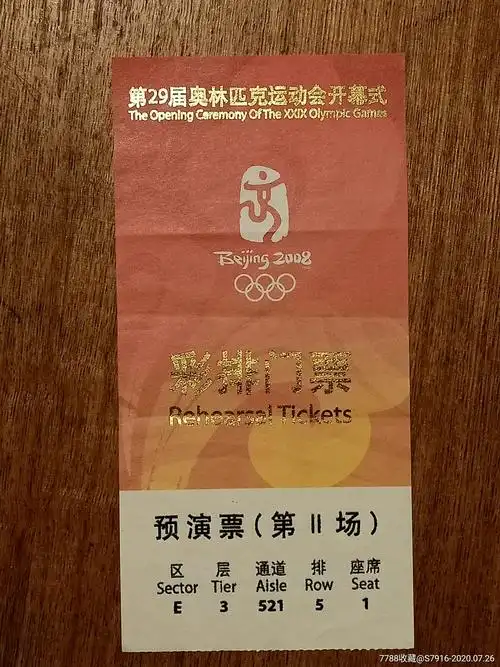 第29届奥林匹克运动会开幕式
The Opening Ceremony Of The XXIX Olympic Games
Beijing 2008
彩排门票
Rehearsal Tickets
预演票(第II场)
区 层 通道 排 座席
Sector Tier Aisle Row Seat
E 3 521 5 1
7788收藏@S7916-2020.07.26